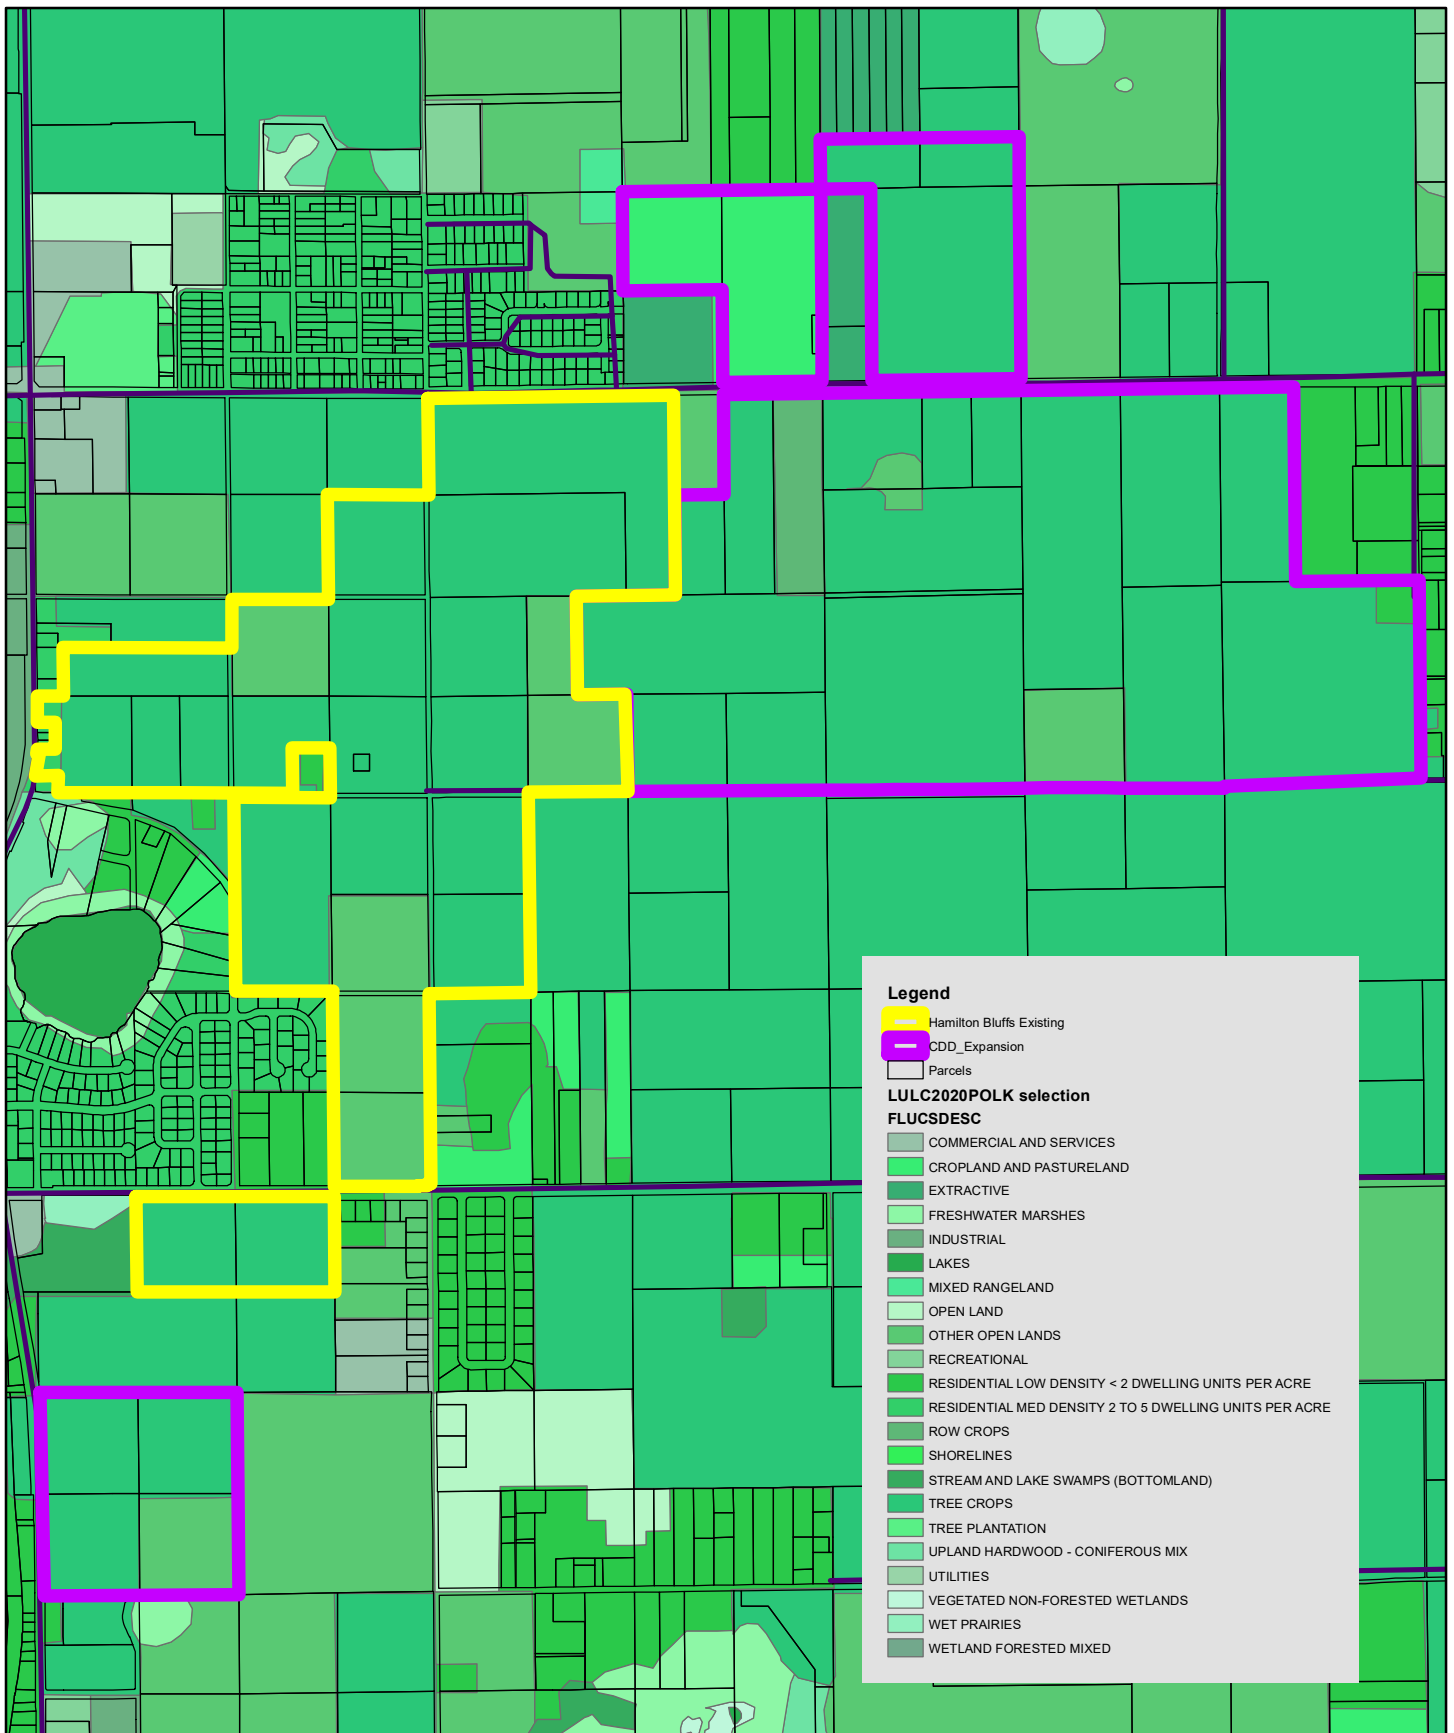 Legend
Hamilton Bluffs Existing
CDD_Expansion
Parcels
LULC2020POLK selection
FLUCSDESC
COMMERCIAL AND SERVICES
CROPLAND AND PASTURELAND
EXTRACTIVE
FRESHWATER MARSHES
INDUSTRIAL
LAKES
MIXED RANGELAND
OPEN LAND
OTHER OPEN LANDS
RECREATIONAL
RESIDENTIAL LOW DENSITY < 2 DWELLING UNITS PER ACRE
RESIDENTIAL MED DENSITY 2 TO 5 DWELLING UNITS PER ACRE
ROW CROPS
SHORELINES
STREAM AND LAKE SWAMPS (BOTTOMLAND)
TREE CROPS
TREE PLANTATION
UPLAND HARDWOOD - CONIFEROUS MIX
UTILITIES
VEGETATED NON-FORESTED WETLANDS
WET PRAIRIES
WETLAND FORESTED MIXED